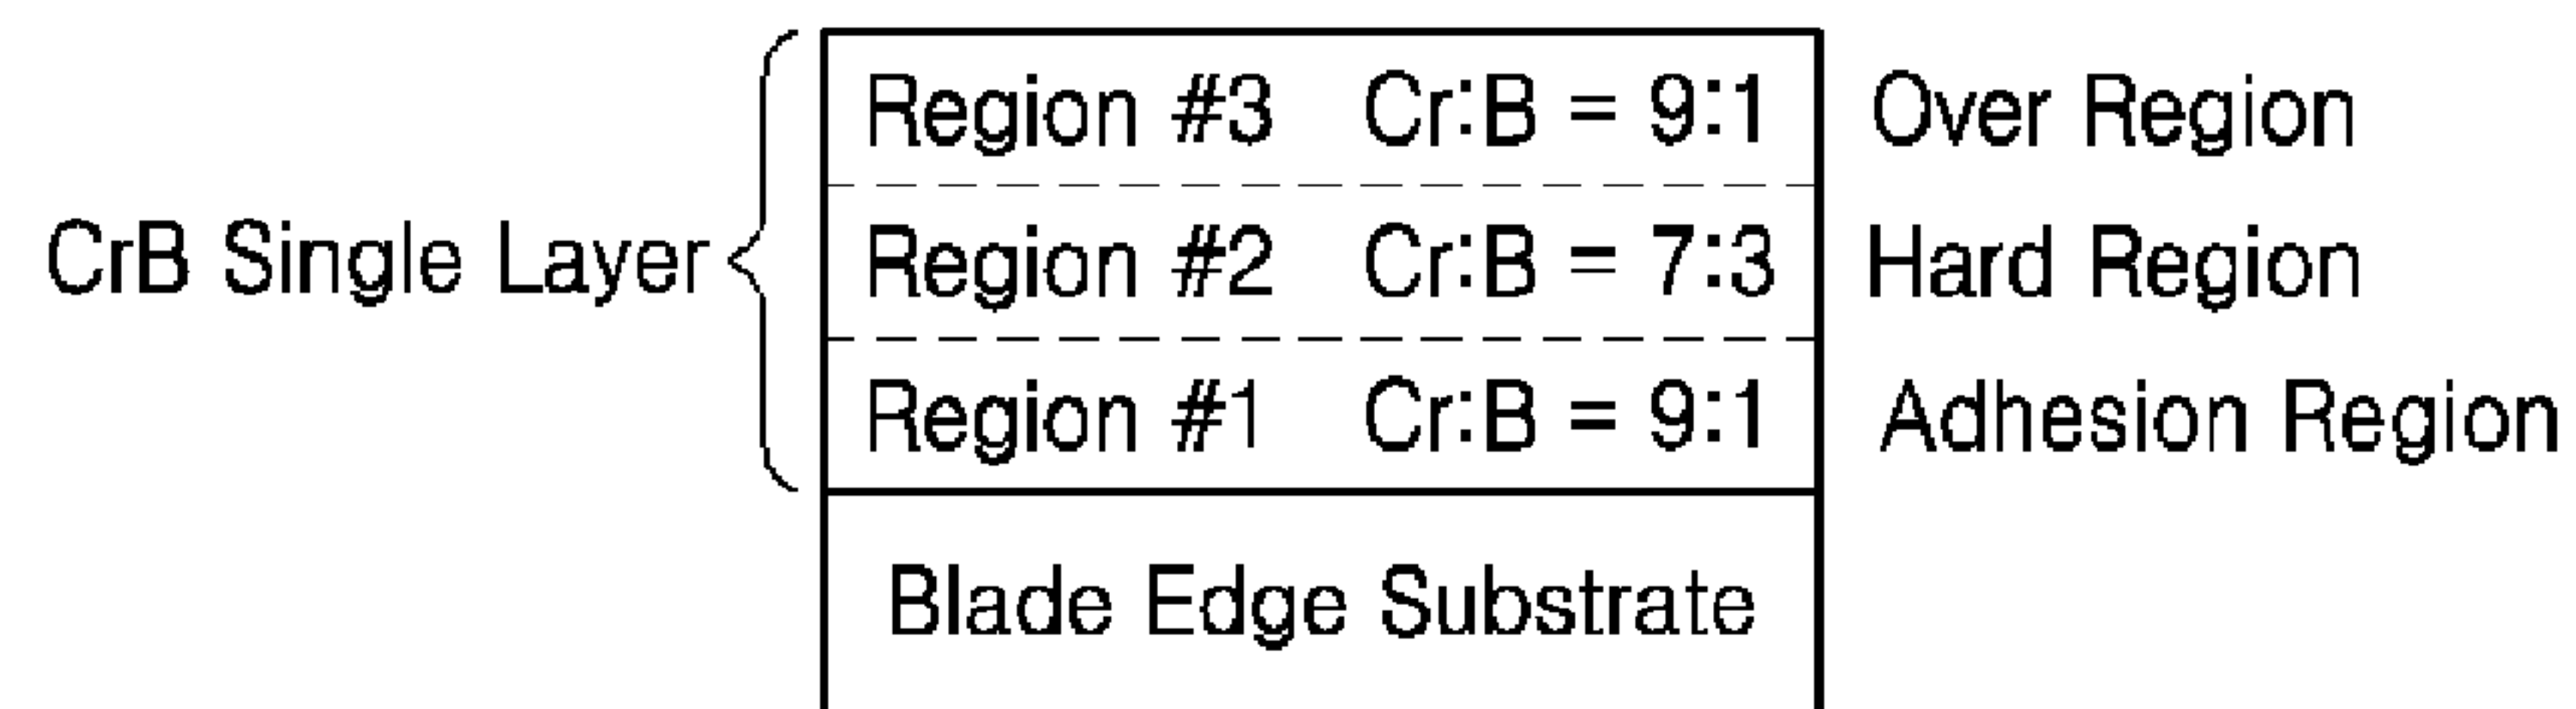 Region #3 Cr:B = 9:1 Over Region
CrB Single Layer Region #2 Cr:B = 7:3 Hard Region
Region #1 Cr:B = 9:1 Adhesion Region
Blade Edge Substrate